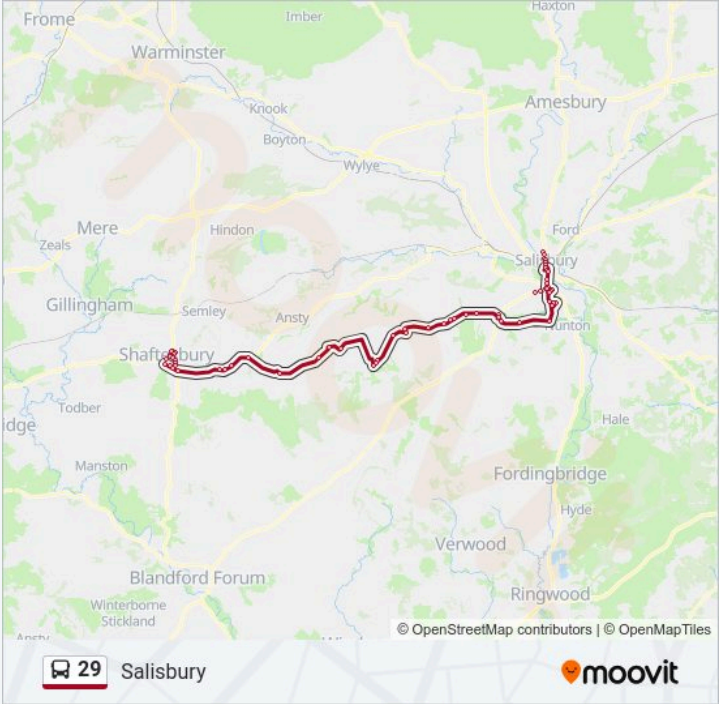 Frome
Imber
Haxton
Warminster
Amesbury
Knook
Boyton
Wylye
Mere
Hindon
Ford
Zeals
Salisbury
Gillingham
Semley
Ansty
Nunton
Shaftesbury
Todber
idge
Hale
Manston
Fordingbridge
Hyde
Verwood
Blandford Forum
Ringwood
Winterborne
Stickland
© OpenStreetMap contributors | © OpenMapTiles
Ansty
29 Salisbury
moovit